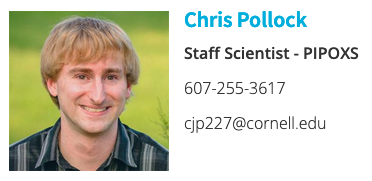 Chris Pollock
Staff Scientist - PIPOXS
607-255-3617
cjp227@cornell.edu